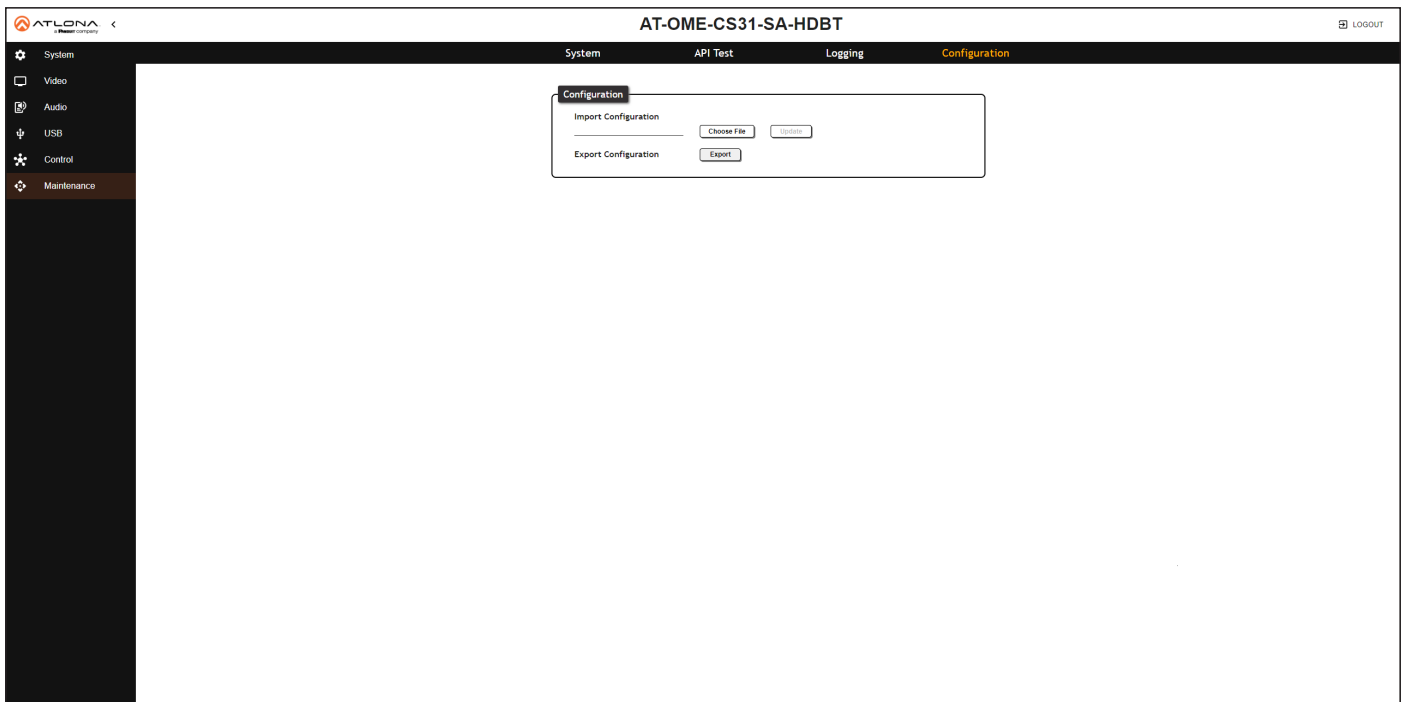 ATLONA
a Panduit company
AT-OME-CS31-SA-HDBT
LOGOUT
System
Video
Audio
USB
Control
Maintenance
System API Test Logging Configuration
Configuration
Import Configuration
Choose File Update
Export Configuration Export